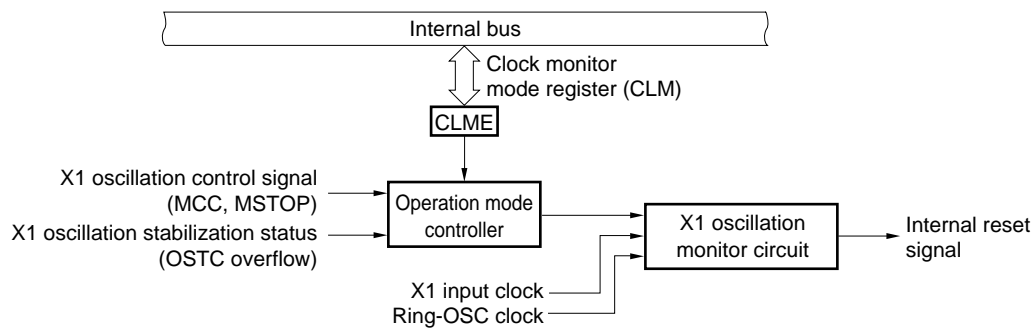 Internal bus
Clock monitor
mode register (CLM)
CLME
X1 oscillation control signal
(MCC, MSTOP)
X1 oscillation stabilization status
(OSTC overflow)
Operation mode
controller
X1 oscillation
monitor circuit
Internal reset
signal
X1 input clock
Ring-OSC clock